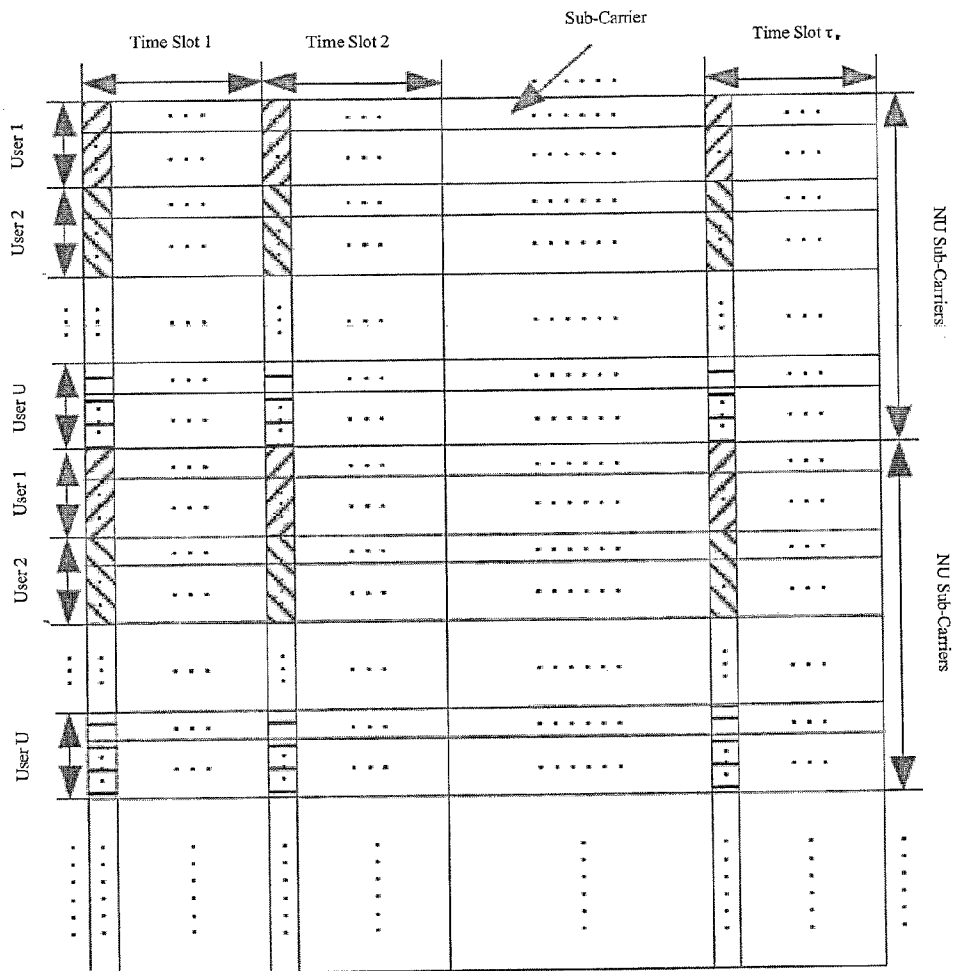 Sub-Carrier
Time Slot 1
Time Slot 2
Time Slot τr
User 1
User 2
User U
User 1
User 2
User U
NU Sub-Carriers
NU Sub-Carriers